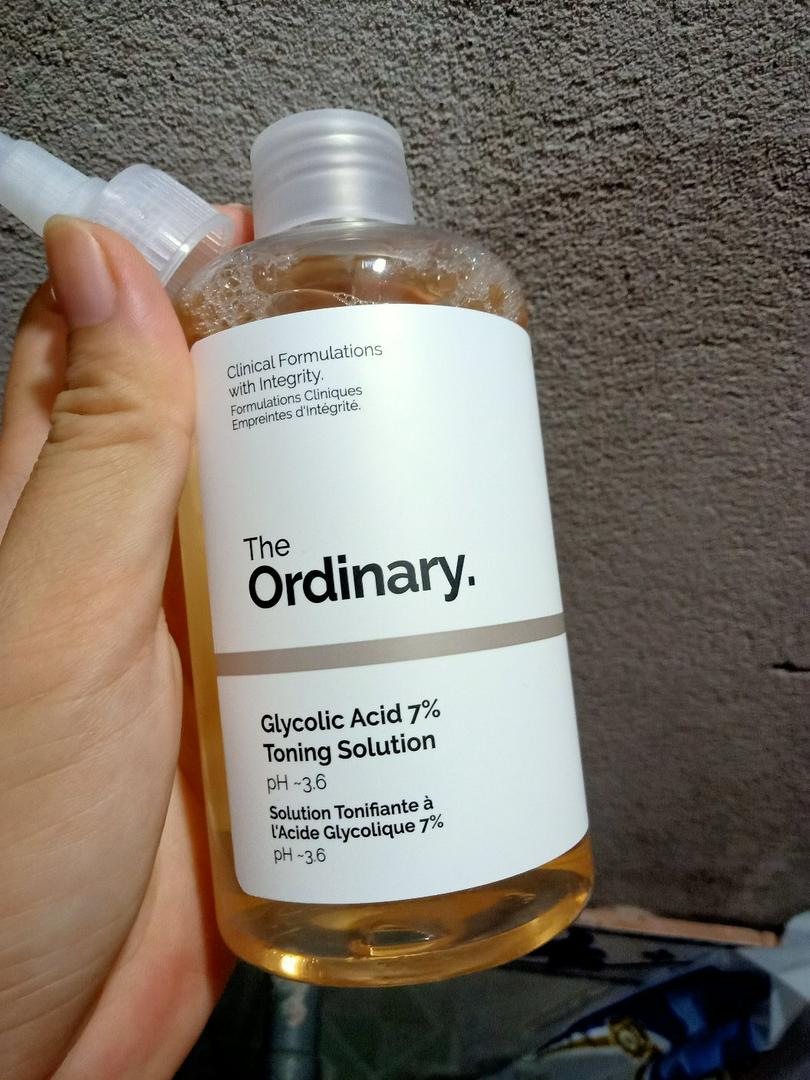 Clinical Formulations
with Integrity.
Formulations Cliniques
Empreintes d'Intégrité.
The
Ordinary.
Glycolic Acid 7%
Toning Solution
pH ~3.6
Solution Tonifiante à
l'Acide Glycolique 7%
pH ~3.6